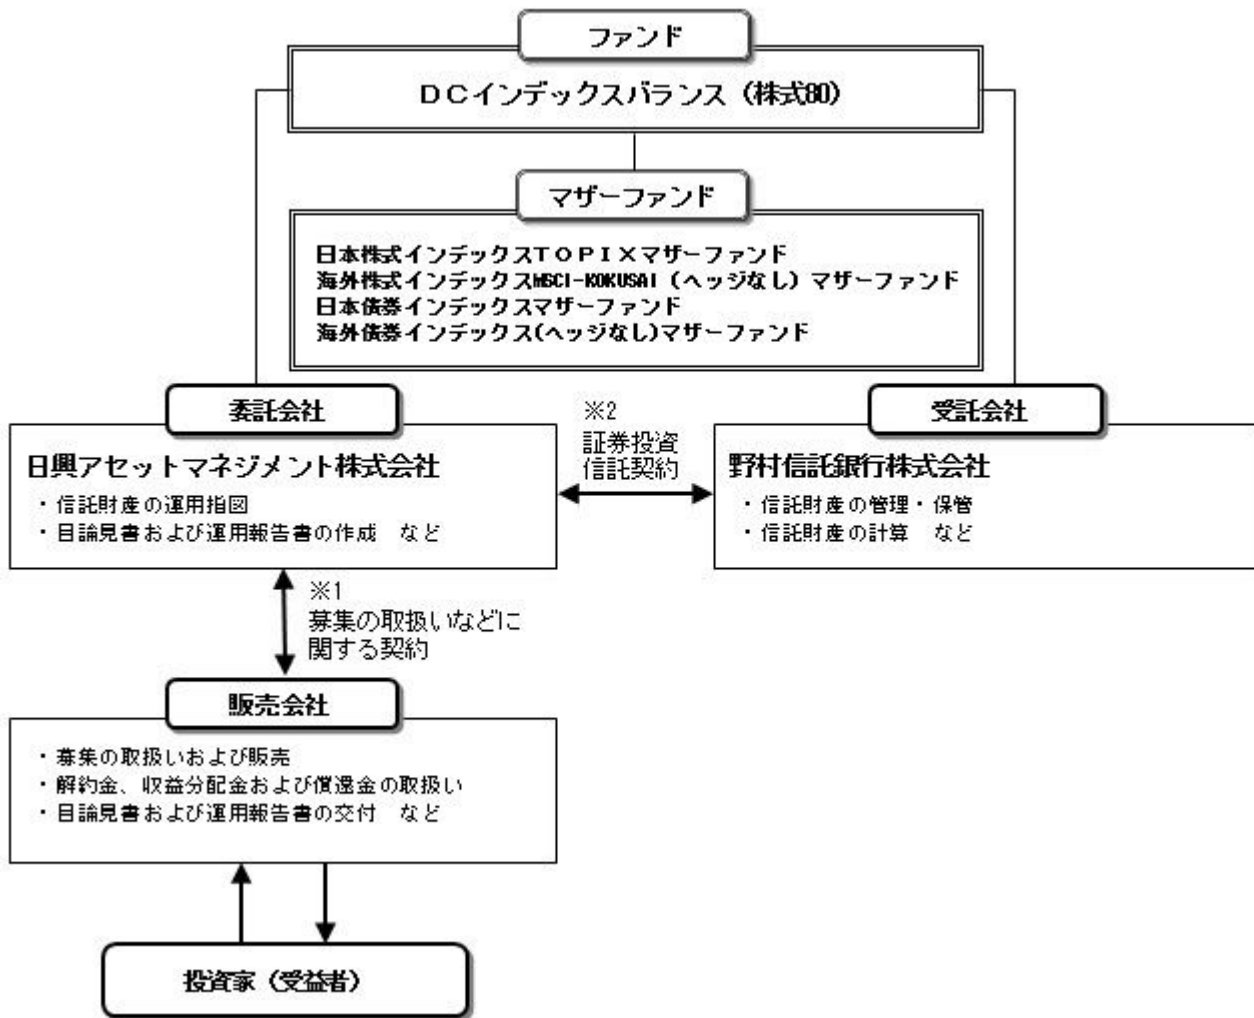 ファンド
DCインデックスバランス（株式80）
マザーファンド
日本株式インデックスTOPIXマザーファンド
海外株式インデックスMSCI-KOKUSAI（ヘッジなし）マザーファンド
日本債券インデックスマザーファンド
海外債券インデックス(ヘッジなし)マザーファンド
委託会社
日興アセットマネジメント株式会社
・信託財産の運用指図
・目論見書および運用報告書の作成　など
※2
証券投資
信託契約
受託会社
野村信託銀行株式会社
・信託財産の管理・保管
・信託財産の計算　など
※1
募集の取扱いなどに
関する契約
販売会社
・募集の取扱いおよび販売
・解約金、収益分配金および償還金の取扱い
・目論見書および運用報告書の交付　など
投資家（受益者）